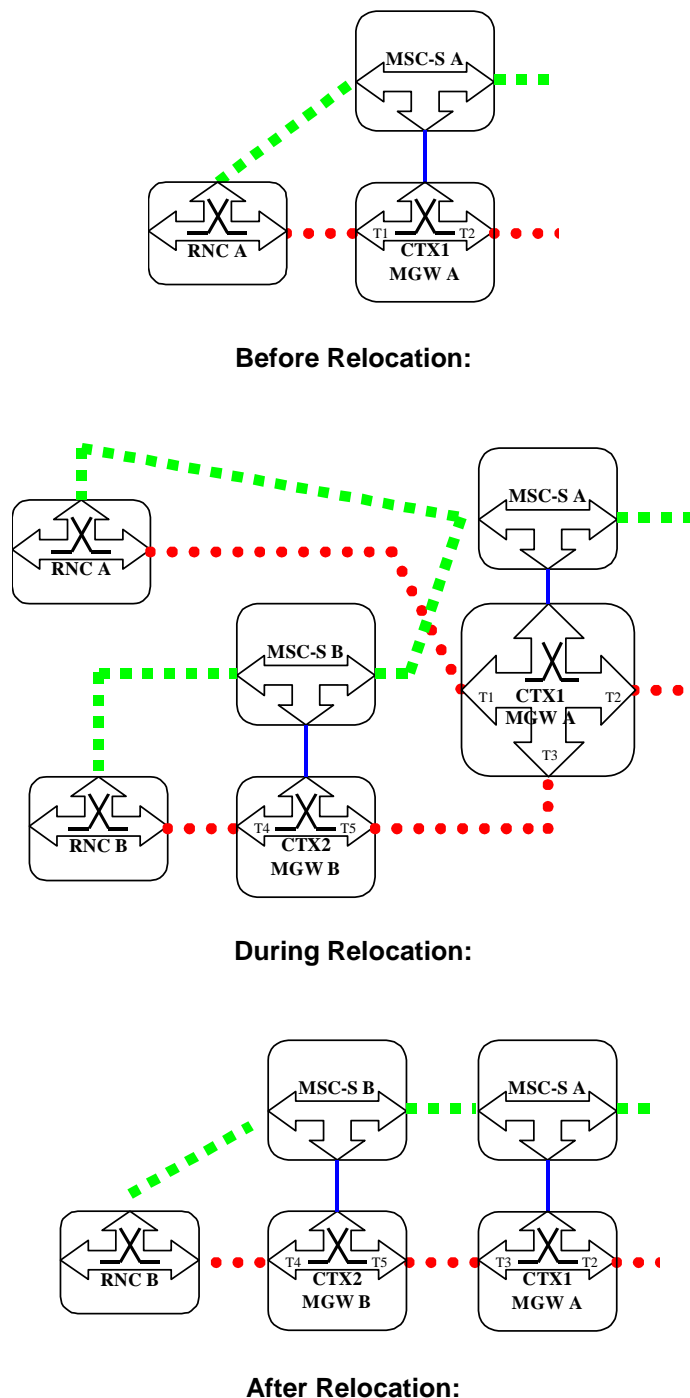 MSC-S A
RNC A
T1
T2
CTX1
MGW A
Before Relocation:
MSC-S A
RNC A
MSC-S B
T1
CTX1
T2
MGW A
T3
RNC B
T4
T5
CTX2
MGW B
During Relocation:
MSC-S B
MSC-S A
RNC B
T4
T5
CTX2
MGW B
T3
T2
CTX1
MGW A
After Relocation: